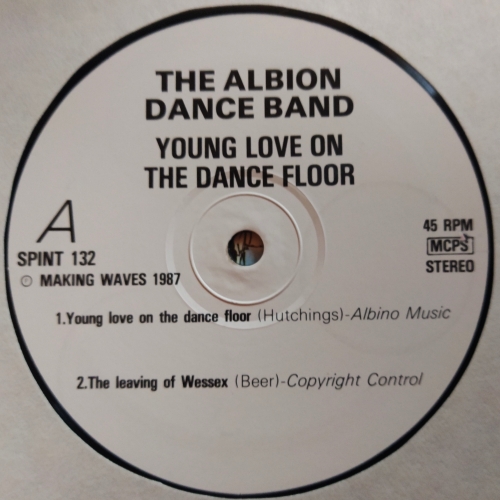 THE ALBION
DANCE BAND
YOUNG LOVE ON
THE DANCE FLOOR
A
SPINT 132
45 RPM
MCPS
STEREO
℗ MAKING WAVES 1987
1.Young love on the dance floor (Hutchings)-Albino Music
2.The leaving of Wessex (Beer)-Copyright Control